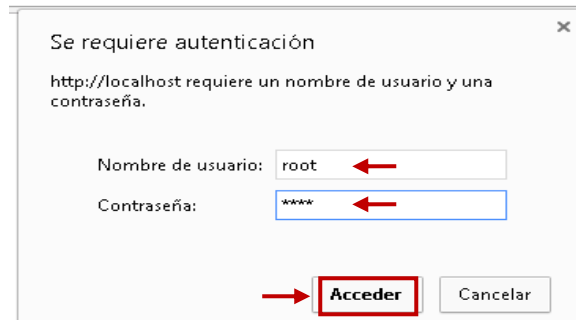 Se requiere autenticación
http://localhost requiere un nombre de usuario y una
contraseña.
Nombre de usuario: root
Contraseña: ****
Acceder Cancelar